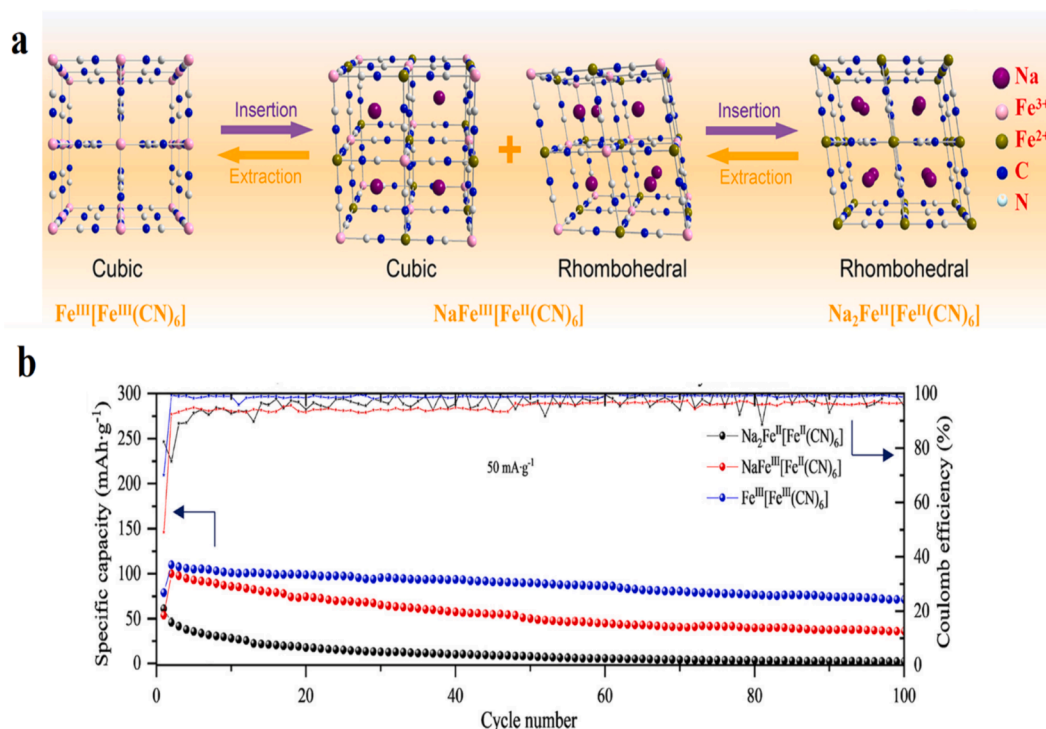 a
Insertion
Extraction
Insertion
Extraction
Na
Fe³⁺
Fe²⁺
C
N
Cubic
Cubic
Rhombohedral
Rhombohedral
Feᴵᴵᴵ[Feᴵᴵᴵ(CN)₆]
NaFeᴵᴵᴵ[Feᴵᴵ(CN)₆]
Na₂Feᴵᴵ[Feᴵᴵ(CN)₆]
b
Specific capacity (mAh·g⁻¹)
300
250
200
150
100
50
0
50 mA·g⁻¹
Na₂Feᴵᴵ[Feᴵᴵ(CN)₆]
NaFeᴵᴵᴵ[Feᴵᴵ(CN)₆]
Feᴵᴵᴵ[Feᴵᴵᴵ(CN)₆]
100
80
60
40
20
0
Coulomb efficiency (%)
0 20 40 60 80 100
Cycle number